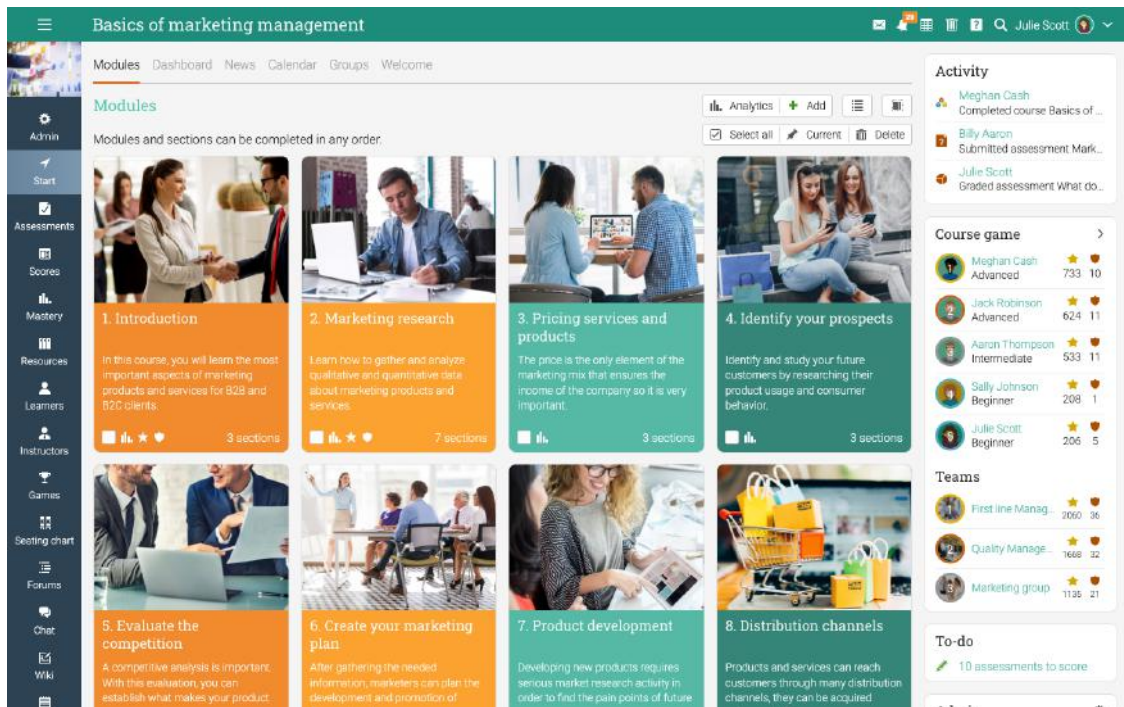 Basics of marketing management
Julie Scott
Admin
Start
Assessments
Scores
Mastery
Resources
Learners
Instructors
Games
Seating chart
Forums
Chat
Wiki
Modules Dashboard News Calendar Groups Welcome
Modules
Analytics Add
Modules and sections can be completed in any order.
Select all Current Delete
1. Introduction
In this course, you will learn the most
important aspects of marketing
products and services for B2B and
B2C clients.
3 sections
2. Marketing research
Learn how to gather and analyze
qualitative and quantitative data
about marketing products and
services.
7 sections
3. Pricing services and
products
The price is the only element of the
marketing mix that ensures the
income of the company so it is very
important.
3 sections
4. Identify your prospects
Identify and study your future
customers by researching their
product usage and consumer
behavior.
3 sections
5. Evaluate the
competition
A competitive analysis is important.
With this evaluation, you can
establish what makes your product
6. Create your marketing
plan
After gathering the needed
information, marketers can plan the
development and promotion of
7. Product development
Developing new products requires
serious market research activity in
order to find the pain points of future
8. Distribution channels
Products and services can reach
customers through many distribution
channels, they can be acquired
Activity
Meghan Cash
Completed course Basics of ...
Billy Aaron
Submitted assessment Mark...
Julie Scott
Graded assessment What do...
Course game
Meghan Cash
Advanced 733 10
Jack Robinson
Advanced 624 11
Aaron Thompson
Intermediate 533 11
Sally Johnson
Beginner 208 1
Julie Scott
Beginner 206 5
Teams
First line Manag... 2060 36
Quality Manage... 1668 32
Marketing group 1135 21
To-do
10 assessments to score